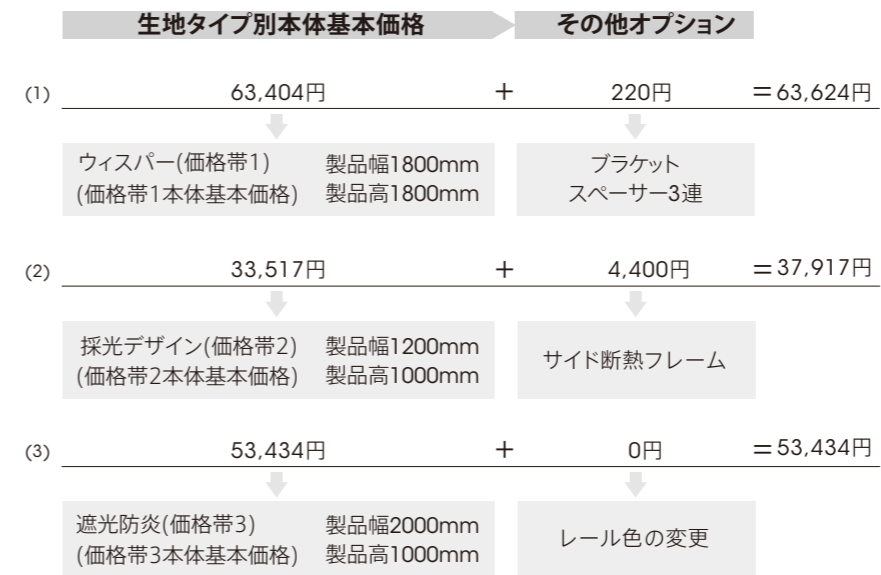 生地タイプ別本体基本価格 その他オプション
(1) 63,404円 + 220円 =63,624円
ウィスパー(価格帯1) 製品幅1800mm ブラケット
(価格帯1本体基本価格) 製品高1800mm スペーサー3連
(2) 33,517円 + 4,400円 =37,917円
採光デザイン(価格帯2) 製品幅1200mm サイド断熱フレーム
(価格帯2本体基本価格) 製品高1000mm
(3) 53,434円 + 0円 =53,434円
遮光防炎(価格帯3) 製品幅2000mm レール色の変更
(価格帯3本体基本価格) 製品高1000mm